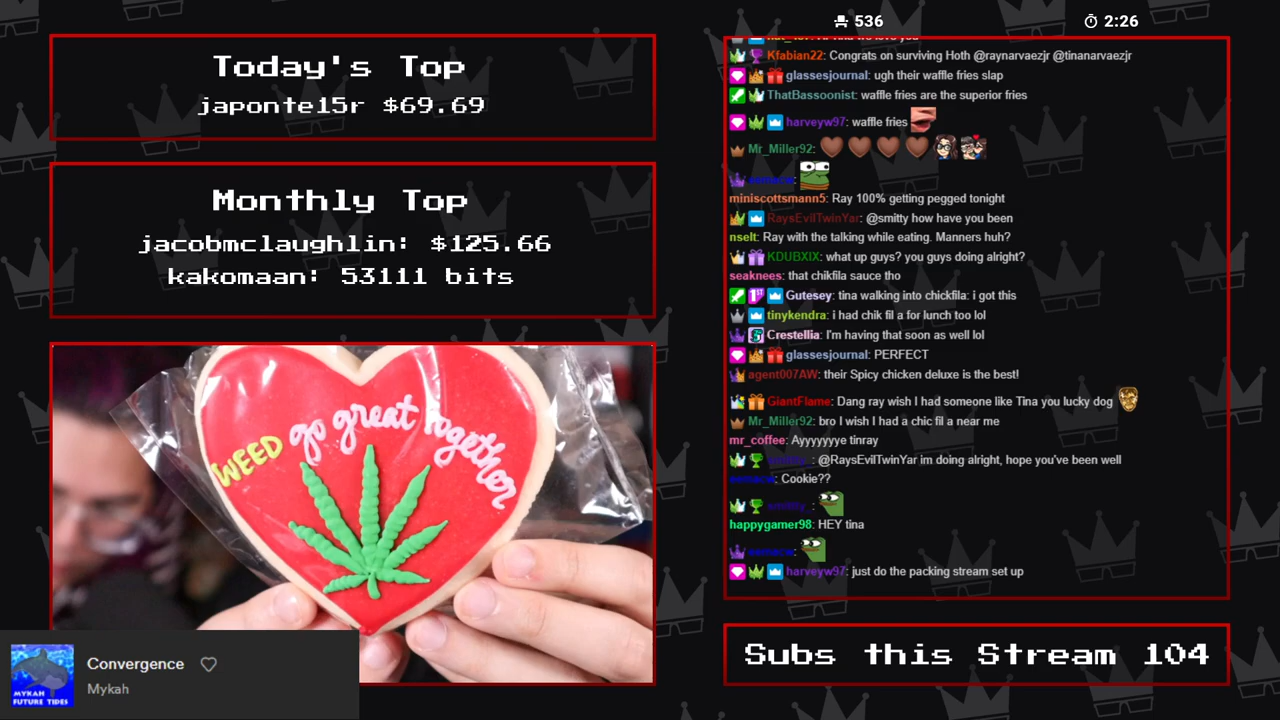 Today's Top
japonte15r $69.69
Monthly Top
jacobmclaughlin: $125.66
kakomaan: 53111 bits
WEED go great together
Convergence
Mykah
MYKAH
FUTURE TIDES
536
2:26
Kfabian22: Congrats on surviving Hoth @raynarvaezjr @tinanarvaezjr
glassesjournal: ugh their waffle fries slap
ThatBassoonist: waffle fries are the superior fries
harveyw97: waffle fries
Mr_Miller92:
miniscottsmann5: Ray 100% getting pegged tonight
RaysEvilTwinYar: @smitty how have you been
nselt: Ray with the talking while eating. Manners huh?
KDUBXIX: what up guys? you guys doing alright?
seaknees: that chikfila sauce tho
1ST Gutesey: tina walking into chickfila: i got this
tinykendra: i had chik fil a for lunch too lol
Crestellia: I'm having that soon as well lol
glassesjournal: PERFECT
agent007AW: their Spicy chicken deluxe is the best!
GiantFlame: Dang ray wish I had someone like Tina you lucky dog
Mr_Miller92: bro I wish I had a chic fil a near me
mr_coffee: Ayyyyyyye tinray
: @RaysEvilTwinYar im doing alright, hope you've been well
: Cookie??
happygamer98: HEY tina
harveyw97: just do the packing stream set up
Subs this Stream 104